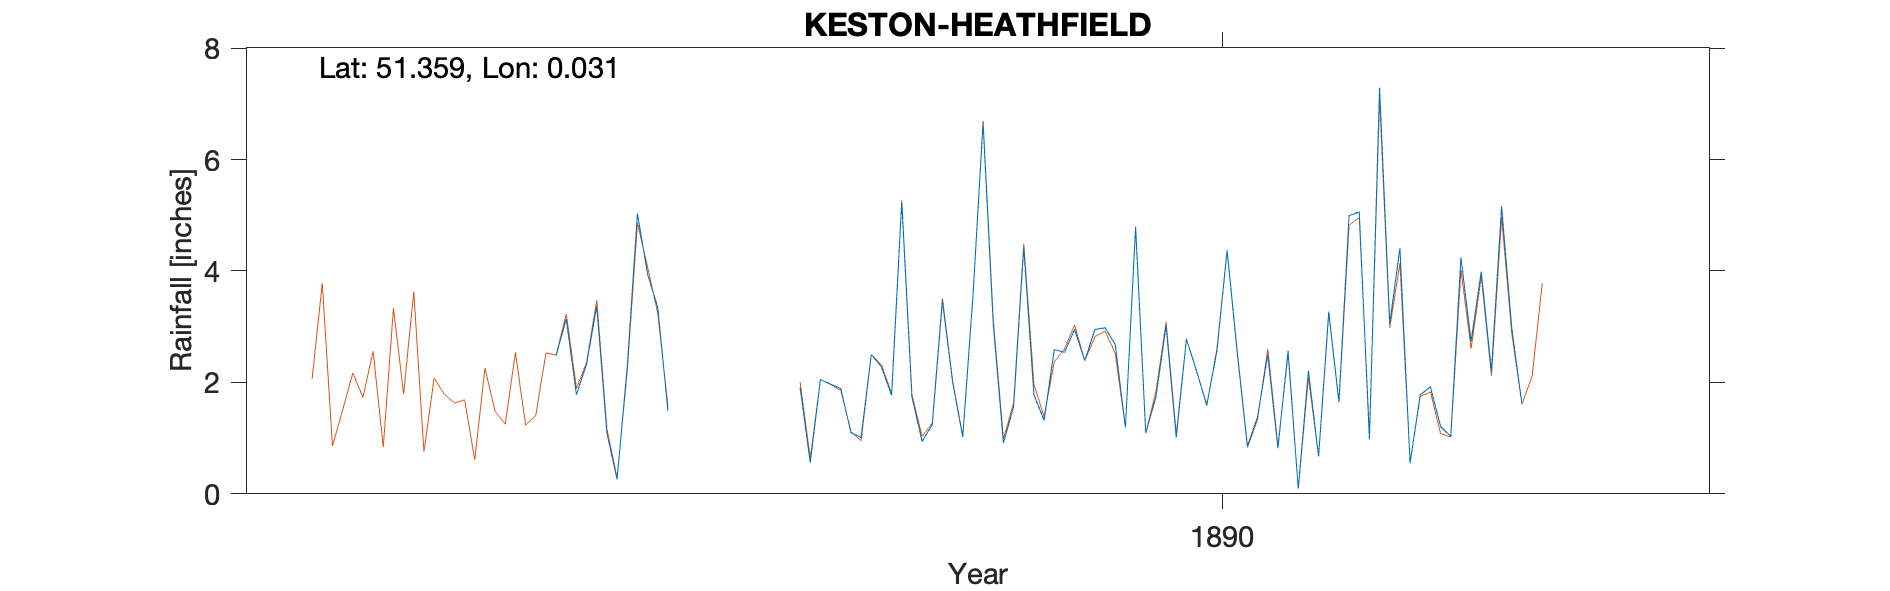 KESTON-HEATHFIELD
Lat: 51.359, Lon: 0.031
8
6
4
2
0
Rainfall [inches]
1890
Year